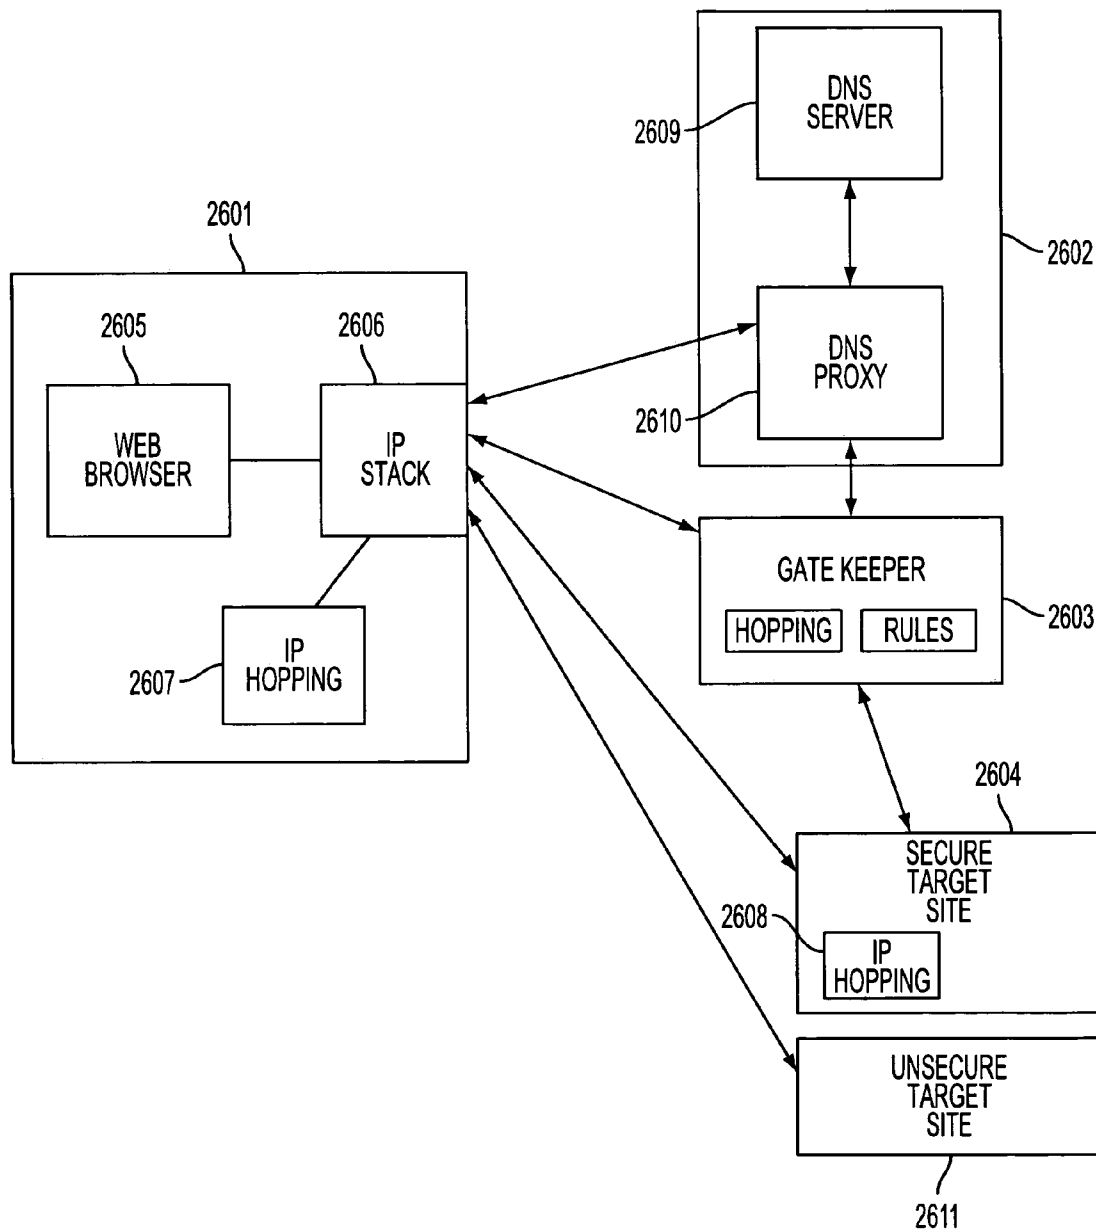 DNS
SERVER
2609
2601
2602
2605
2606
DNS
PROXY
2610
WEB
BROWSER
IP
STACK
GATE KEEPER
2603
HOPPING
RULES
IP
HOPPING
2607
2604
SECURE
TARGET
SITE
2608
IP
HOPPING
UNSECURE
TARGET
SITE
2611